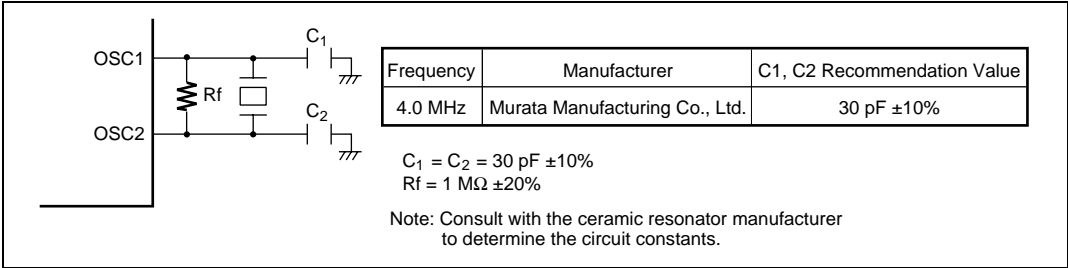 OSC1
OSC2
Rf
C1
C2
Frequency Manufacturer C1, C2 Recommendation Value
4.0 MHz Murata Manufacturing Co., Ltd. 30 pF ±10%
C1 = C2 = 30 pF ±10%
Rf = 1 MΩ ±20%
Note: Consult with the ceramic resonator manufacturer
to determine the circuit constants.